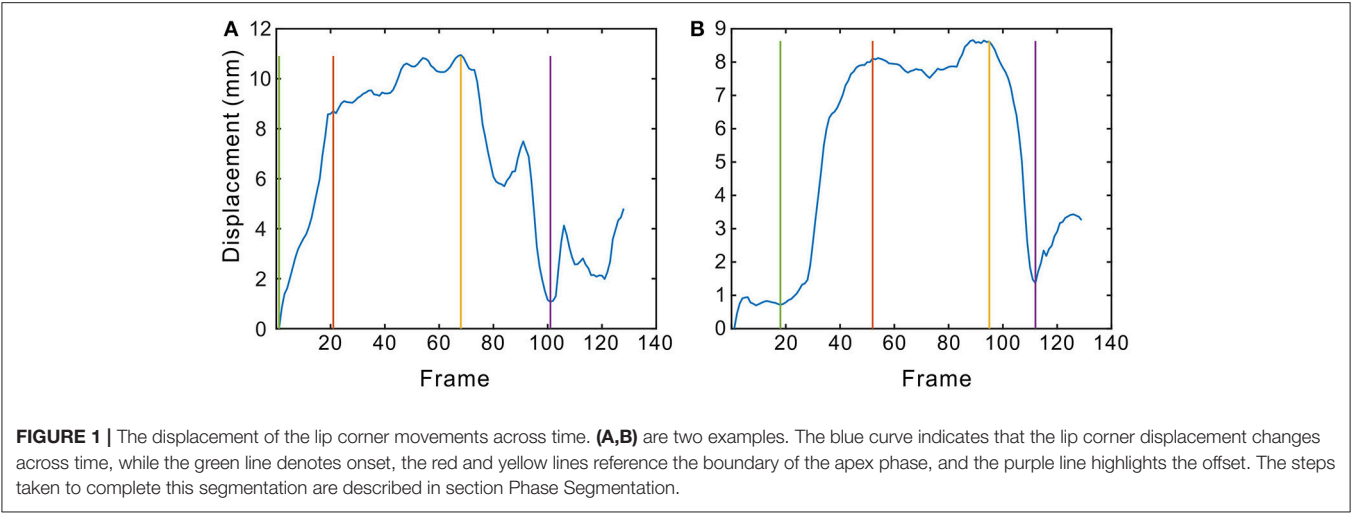 A
B
12
10
8
6
4
2
0
Displacement (mm)
20 40 60 80 100 120 140
Frame
9
8
7
6
5
4
3
2
1
0
20 40 60 80 100 120 140
Frame
FIGURE 1 | The displacement of the lip corner movements across time. (A,B) are two examples. The blue curve indicates that the lip corner displacement changes
across time, while the green line denotes onset, the red and yellow lines reference the boundary of the apex phase, and the purple line highlights the offset. The steps
taken to complete this segmentation are described in section Phase Segmentation.